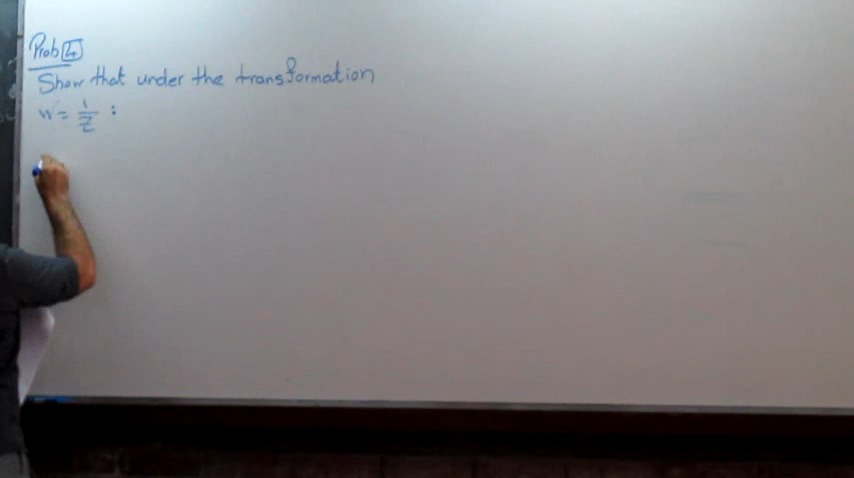 Prob 4
Show that under the transformation
W = 1/Z :